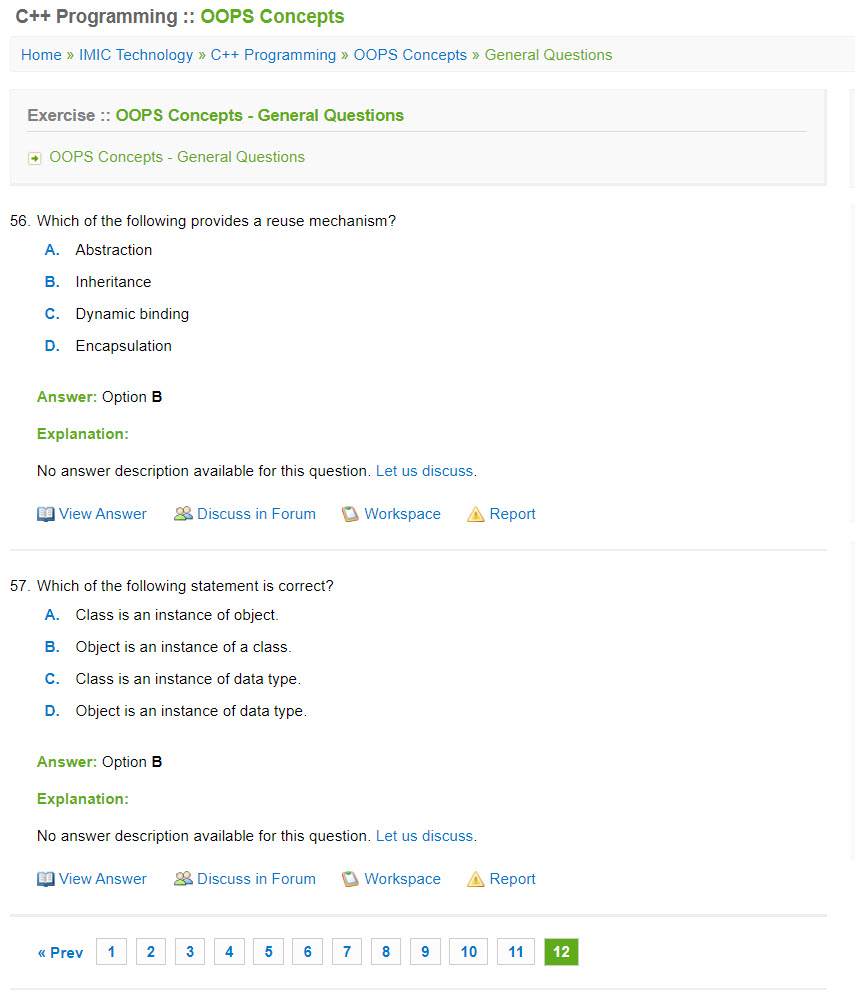 C++ Programming :: OOPS Concepts
Home » IMIC Technology » C++ Programming » OOPS Concepts » General Questions
Exercise :: OOPS Concepts - General Questions
OOPS Concepts - General Questions
56. Which of the following provides a reuse mechanism?
A. Abstraction
B. Inheritance
C. Dynamic binding
D. Encapsulation
Answer: Option B
Explanation:
No answer description available for this question. Let us discuss.
View Answer Discuss in Forum Workspace Report
57. Which of the following statement is correct?
A. Class is an instance of object.
B. Object is an instance of a class.
C. Class is an instance of data type.
D. Object is an instance of data type.
Answer: Option B
Explanation:
No answer description available for this question. Let us discuss.
View Answer Discuss in Forum Workspace Report
« Prev 1 2 3 4 5 6 7 8 9 10 11 12